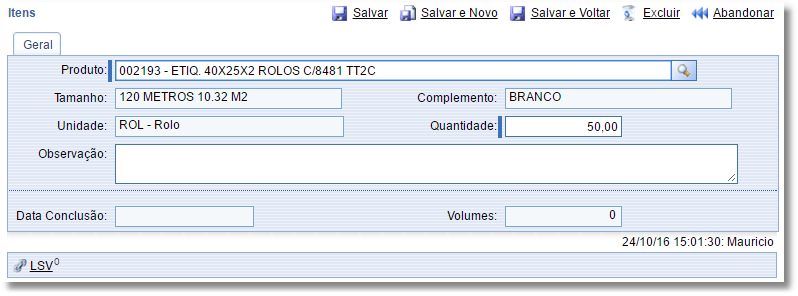 Itens Salvar Salvar e Novo Salvar e Voltar Excluir Abandonar
Geral
Produto: 002193 - ETIQ. 40X25X2 ROLOS C/8481 TT2C
Tamanho: 120 METROS 10.32 M2 Complemento: BRANCO
Unidade: ROL - Rolo Quantidade: 50,00
Observação:
Data Conclusão: Volumes: 0
24/10/16 15:01:30: Mauricio
LSV0